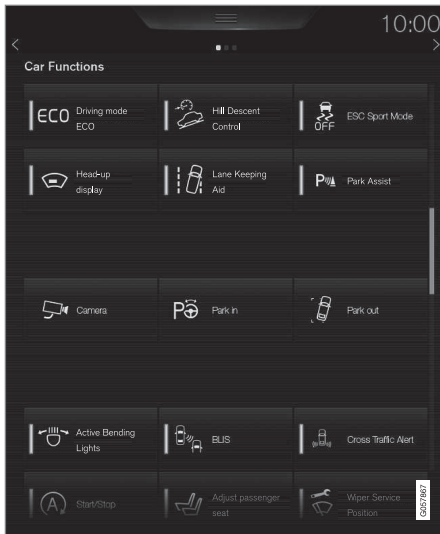 10:00
Car Functions
ECO Driving mode
ECO
Hill Descent
Control
OFF ESC Sport Mode
Head-up
display
Lane Keeping
Aid
P Park Assist
Camera
P Park in
Park out
Active Bending
Lights
BLIS
Cross Traffic Alert
A Start/Stop
Adjust passenger
seat
Wiper Service
Position
G057867